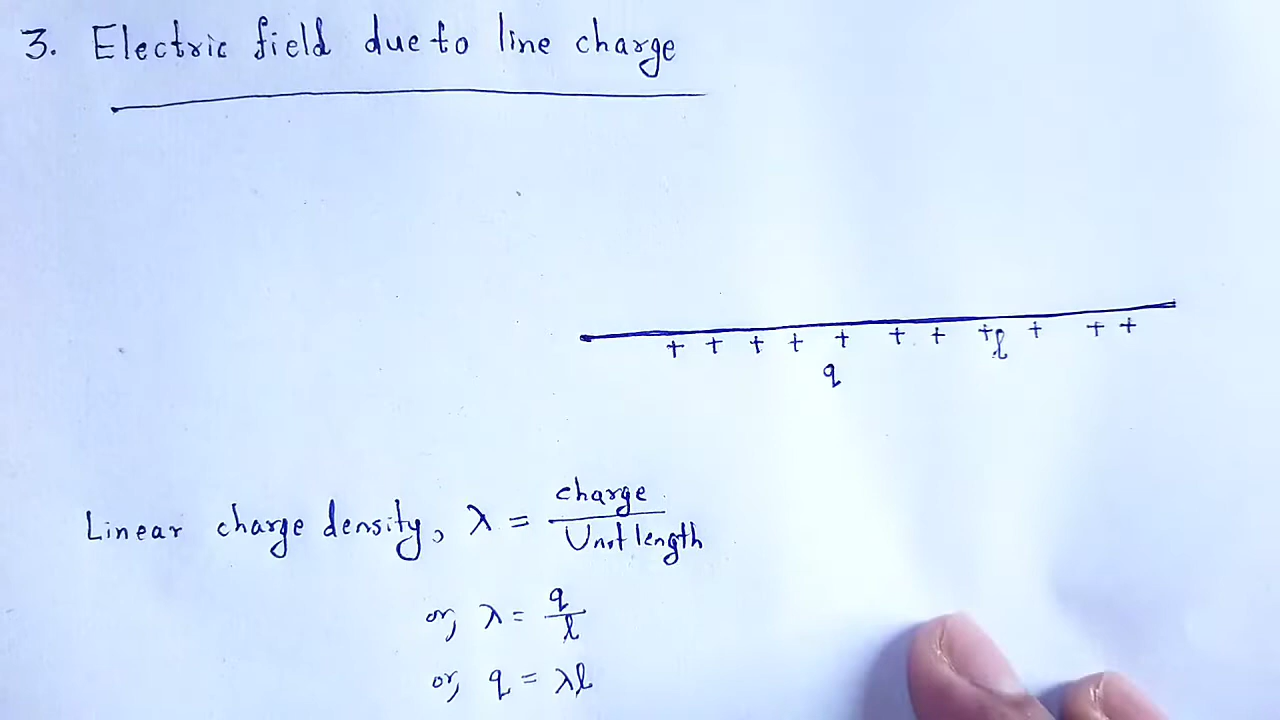 3. Electric field due to line charge
+ + + + + + + + + + +
l
q
Linear charge density, λ = charge / Unit length
or, λ = q / l
or, q = λl